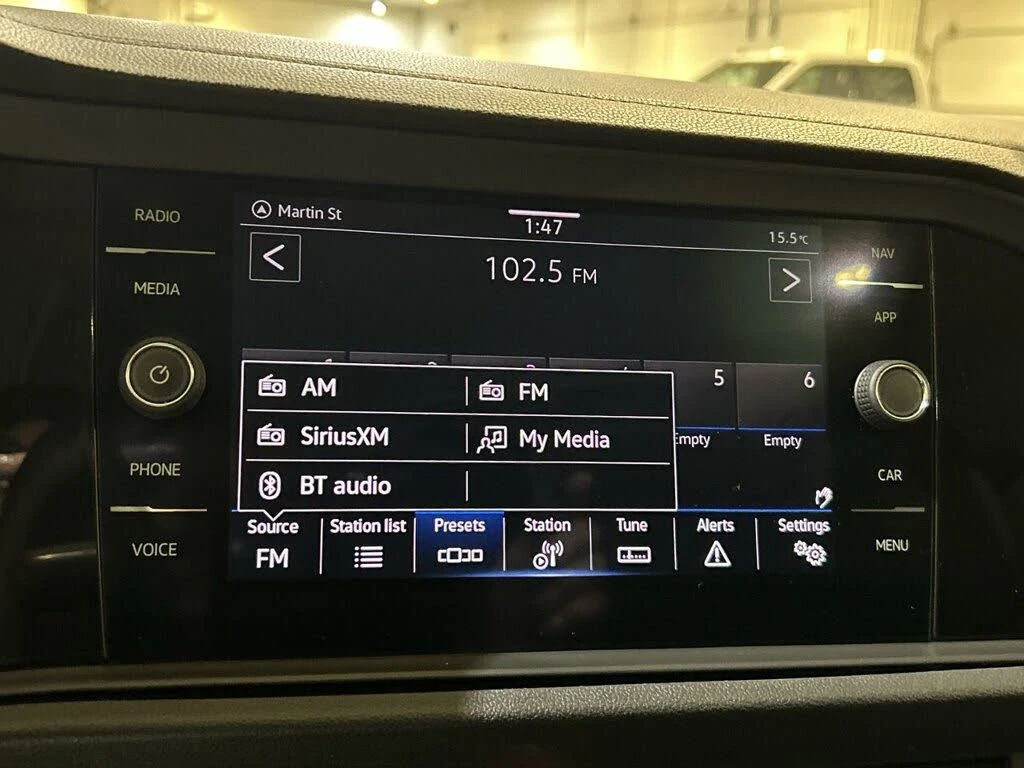 RADIO
MEDIA
PHONE
VOICE
Martin St
1:47
15.5°C
102.5 FM
5
6
Empty
AM
FM
SiriusXM
My Media
BT audio
Source
FM
Station list
Presets
Station
Tune
Alerts
Settings
NAV
APP
CAR
MENU